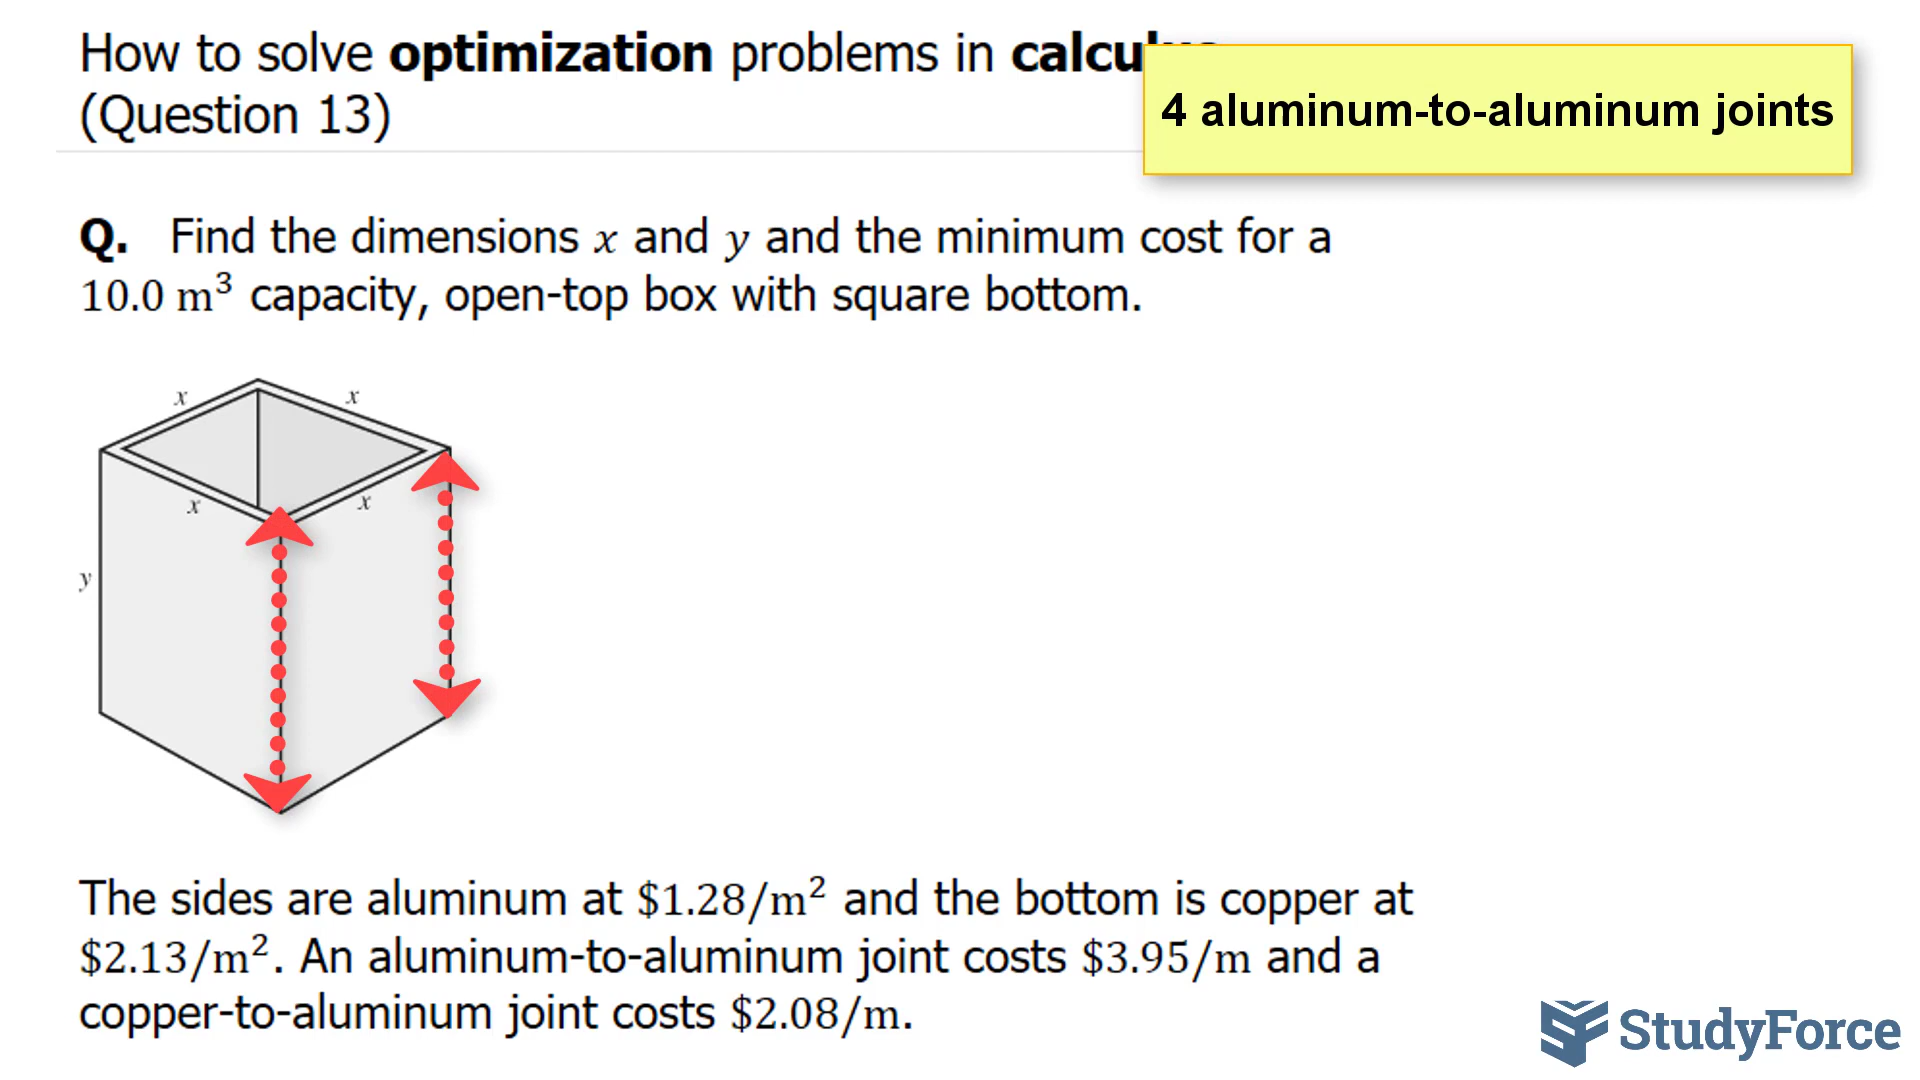 How to solve optimization problems in calcu
(Question 13)
4 aluminum-to-aluminum joints
Q. Find the dimensions x and y and the minimum cost for a
10.0 m³ capacity, open-top box with square bottom.
x
x
x
x
y
The sides are aluminum at $1.28/m² and the bottom is copper at
$2.13/m². An aluminum-to-aluminum joint costs $3.95/m and a
copper-to-aluminum joint costs $2.08/m.
StudyForce